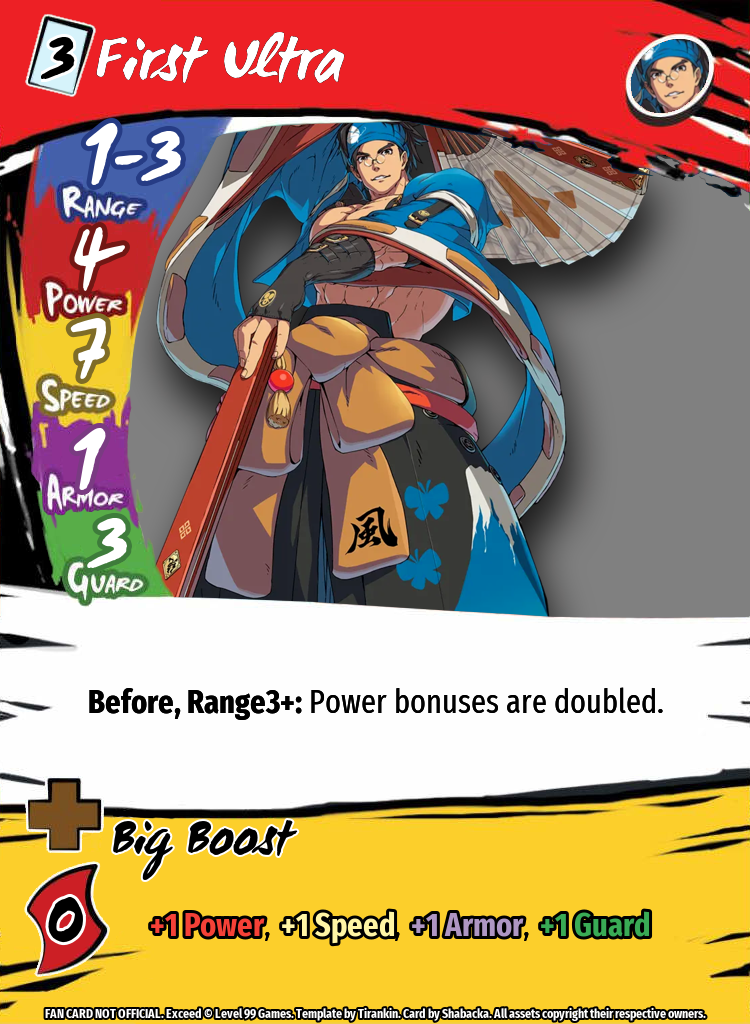 3 First Ultra
1-3
RANGE
4
POWER
7
SPEED
1
ARMOR
3
GUARD
風
Before, Range3+: Power bonuses are doubled.
Big Boost
0
+1 Power, +1 Speed, +1 Armor, +1 Guard
FAN CARD NOT OFFICIAL. Exceed © Level 99 Games. Template by Tirankin. Card by Shabacka. All assets copyright their respective owners.